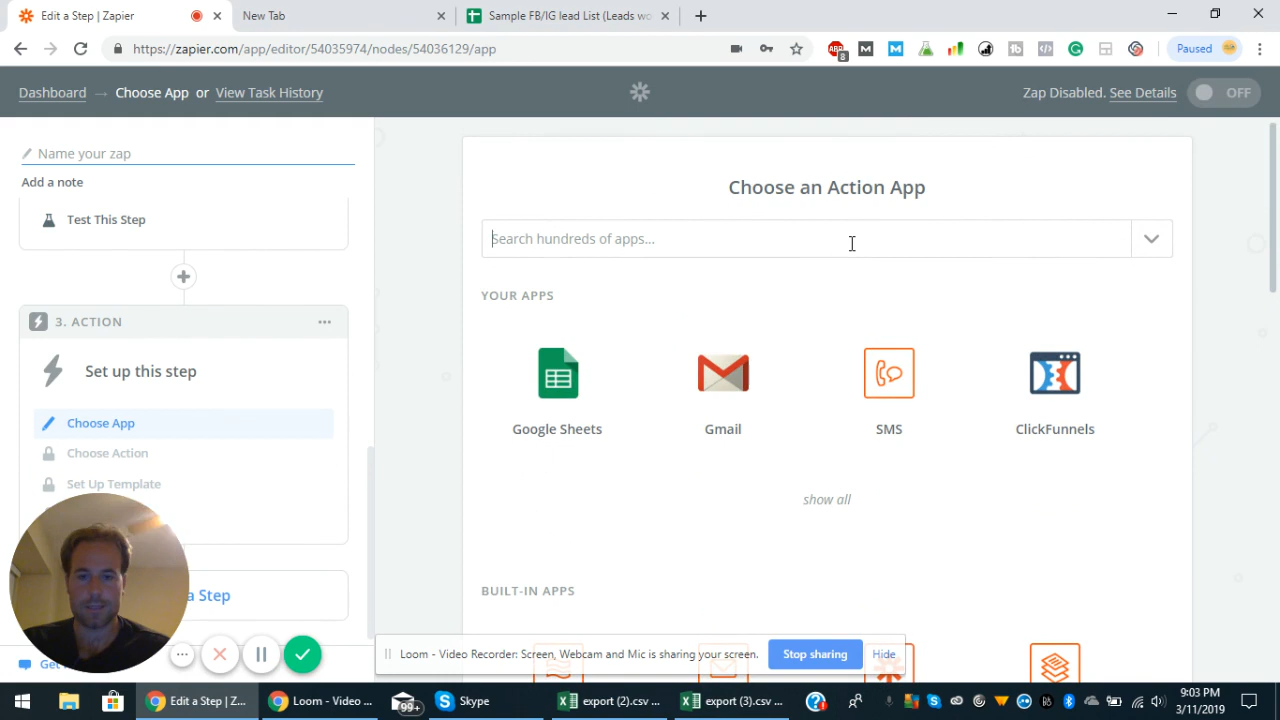 Edit a Step | Zapier
New Tab
Sample FB/IG lead List (Leads wo
https://zapier.com/app/editor/54035974/nodes/54036129/app
8
Paused
Dashboard → Choose App or View Task History
Zap Disabled. See Details
OFF
Name your zap
Add a note
Test This Step
3. ACTION
Set up this step
Choose App
Choose Action
Set Up Template
a Step
Choose an Action App
Search hundreds of apps...
YOUR APPS
Google Sheets
Gmail
SMS
ClickFunnels
show all
BUILT-IN APPS
Loom - Video Recorder: Screen, Webcam and Mic is sharing your screen.
Stop sharing
Hide
Edit a Step | Z...
Loom - Video ...
99+
Skype
export (2).csv ...
export (3).csv ...
9:03 PM
3/11/2019